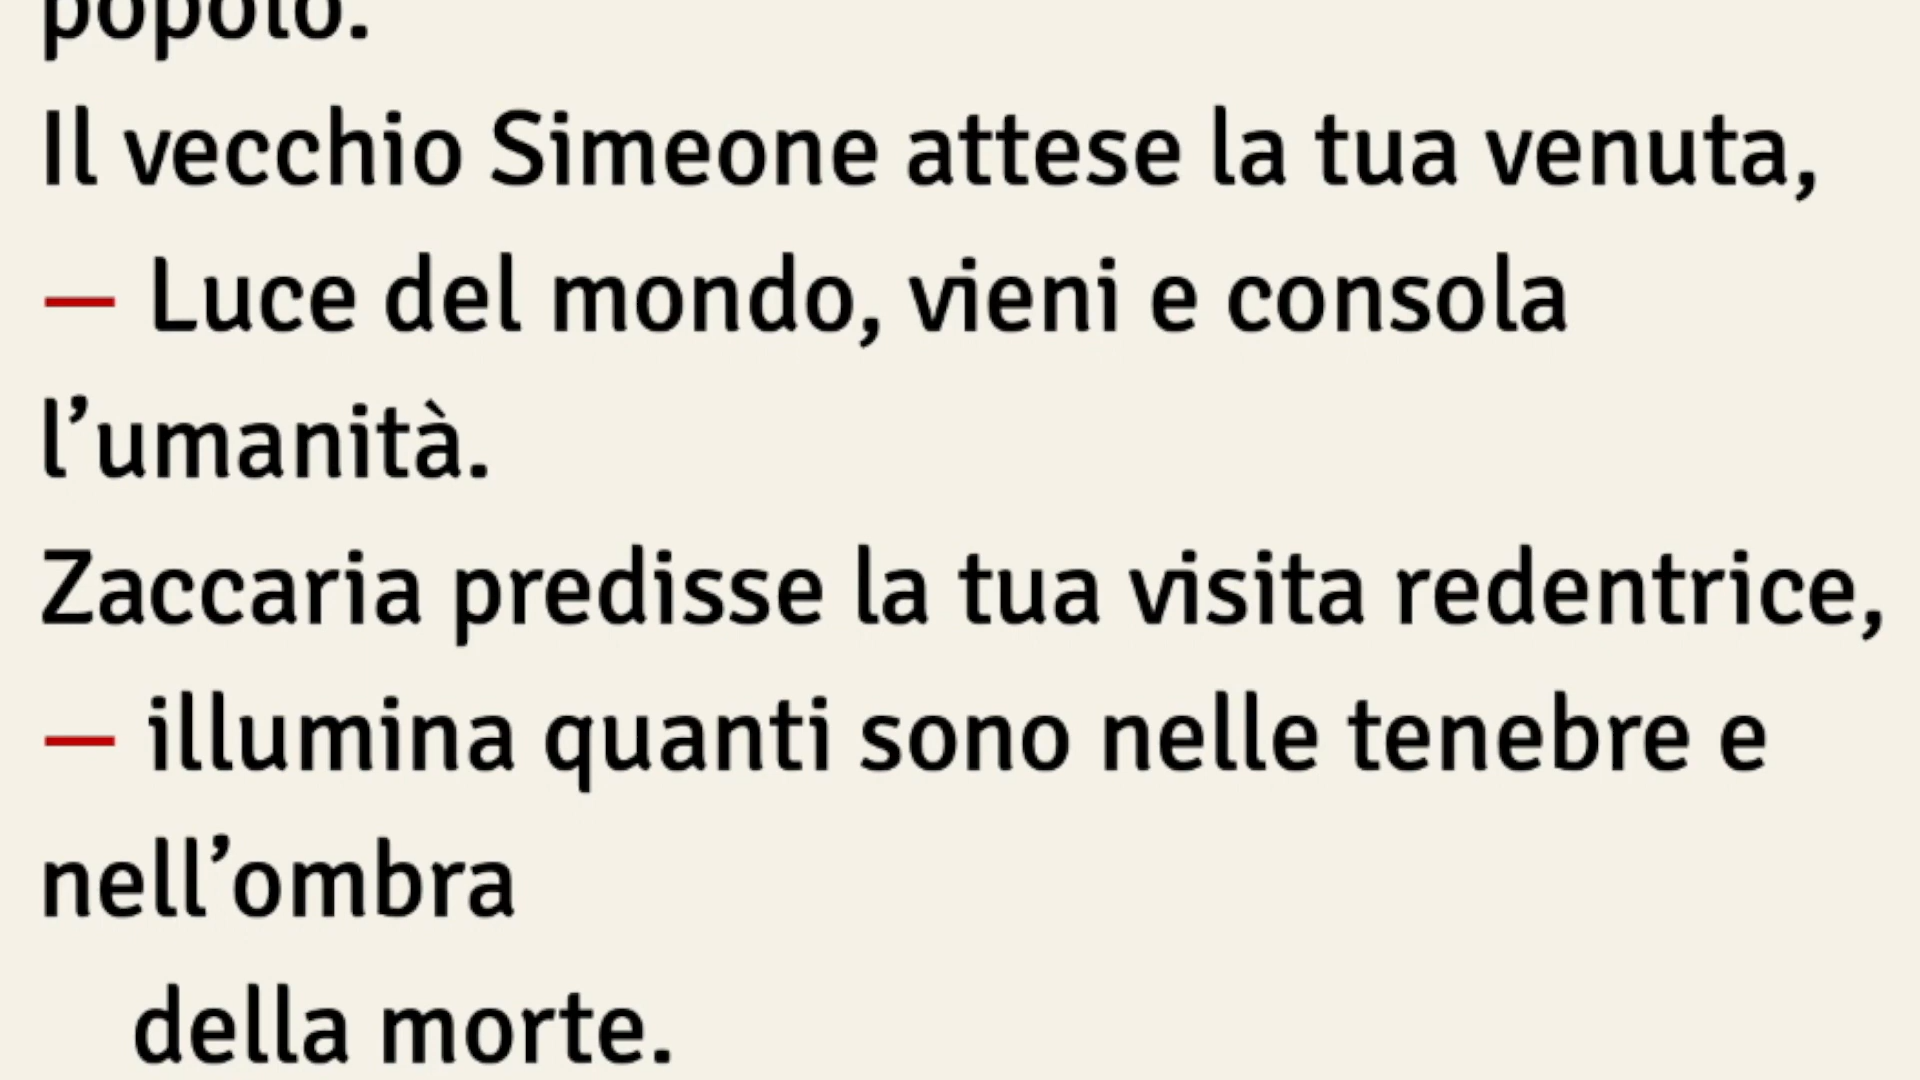 popolo.
Il vecchio Simeone attese la tua venuta,
— Luce del mondo, vieni e consola
l’umanità.
Zaccaria predisse la tua visita redentrice,
— illumina quanti sono nelle tenebre e
nell’ombra
della morte.